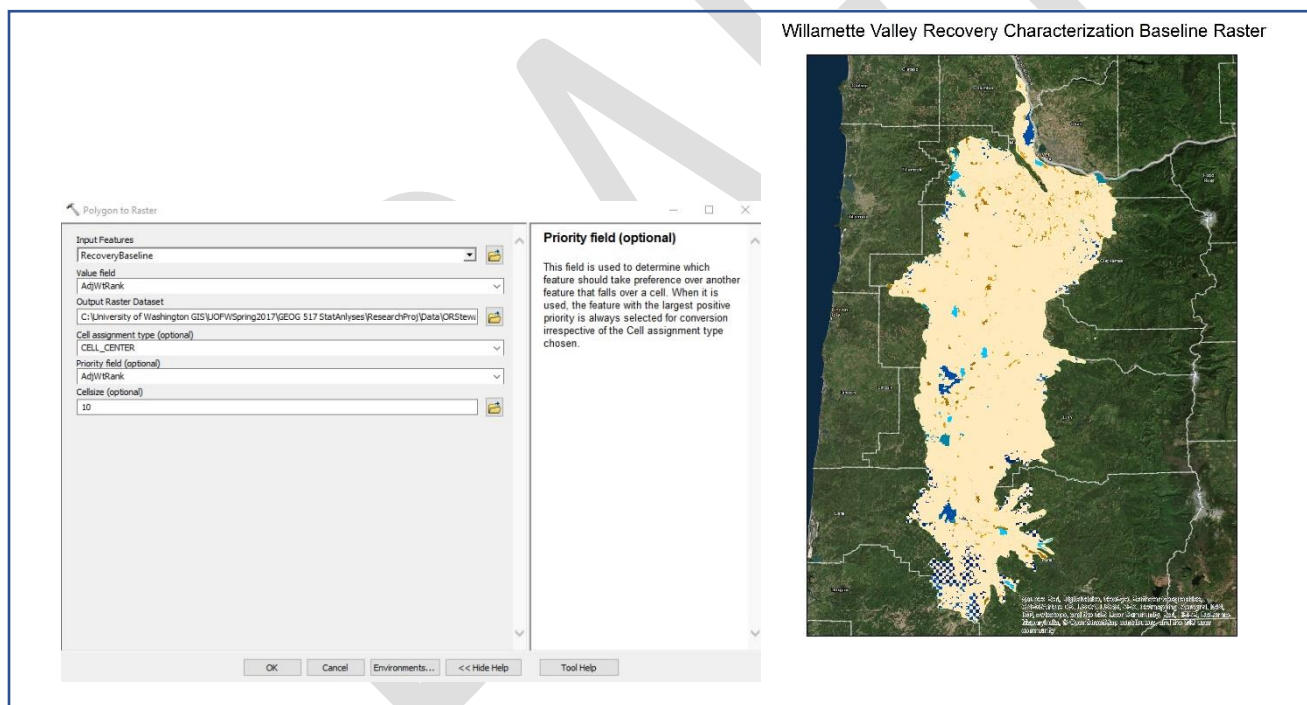 Willamette Valley Recovery Characterization Baseline Raster
Polygon to Raster
Input Features
RecoveryBaseline
Value field
AdjWtRank
Output Raster Dataset
C:\University of Washington GIS\UOFWSpring2017\GEOG 517 StatAnlyses\ResearchProj\Data\ORStew
Cell assignment type (optional)
CELL_CENTER
Priority field (optional)
AdjWtRank
Cellsize (optional)
10
Priority field (optional)
This field is used to determine which
feature should take preference over another
feature that falls over a cell. When it is
used, the feature with the largest positive
priority is always selected for conversion
irrespective of the Cell assignment type
chosen.
OK
Cancel
Environments...
<< Hide Help
Tool Help
Tillamook
Clackamas
Lane
community